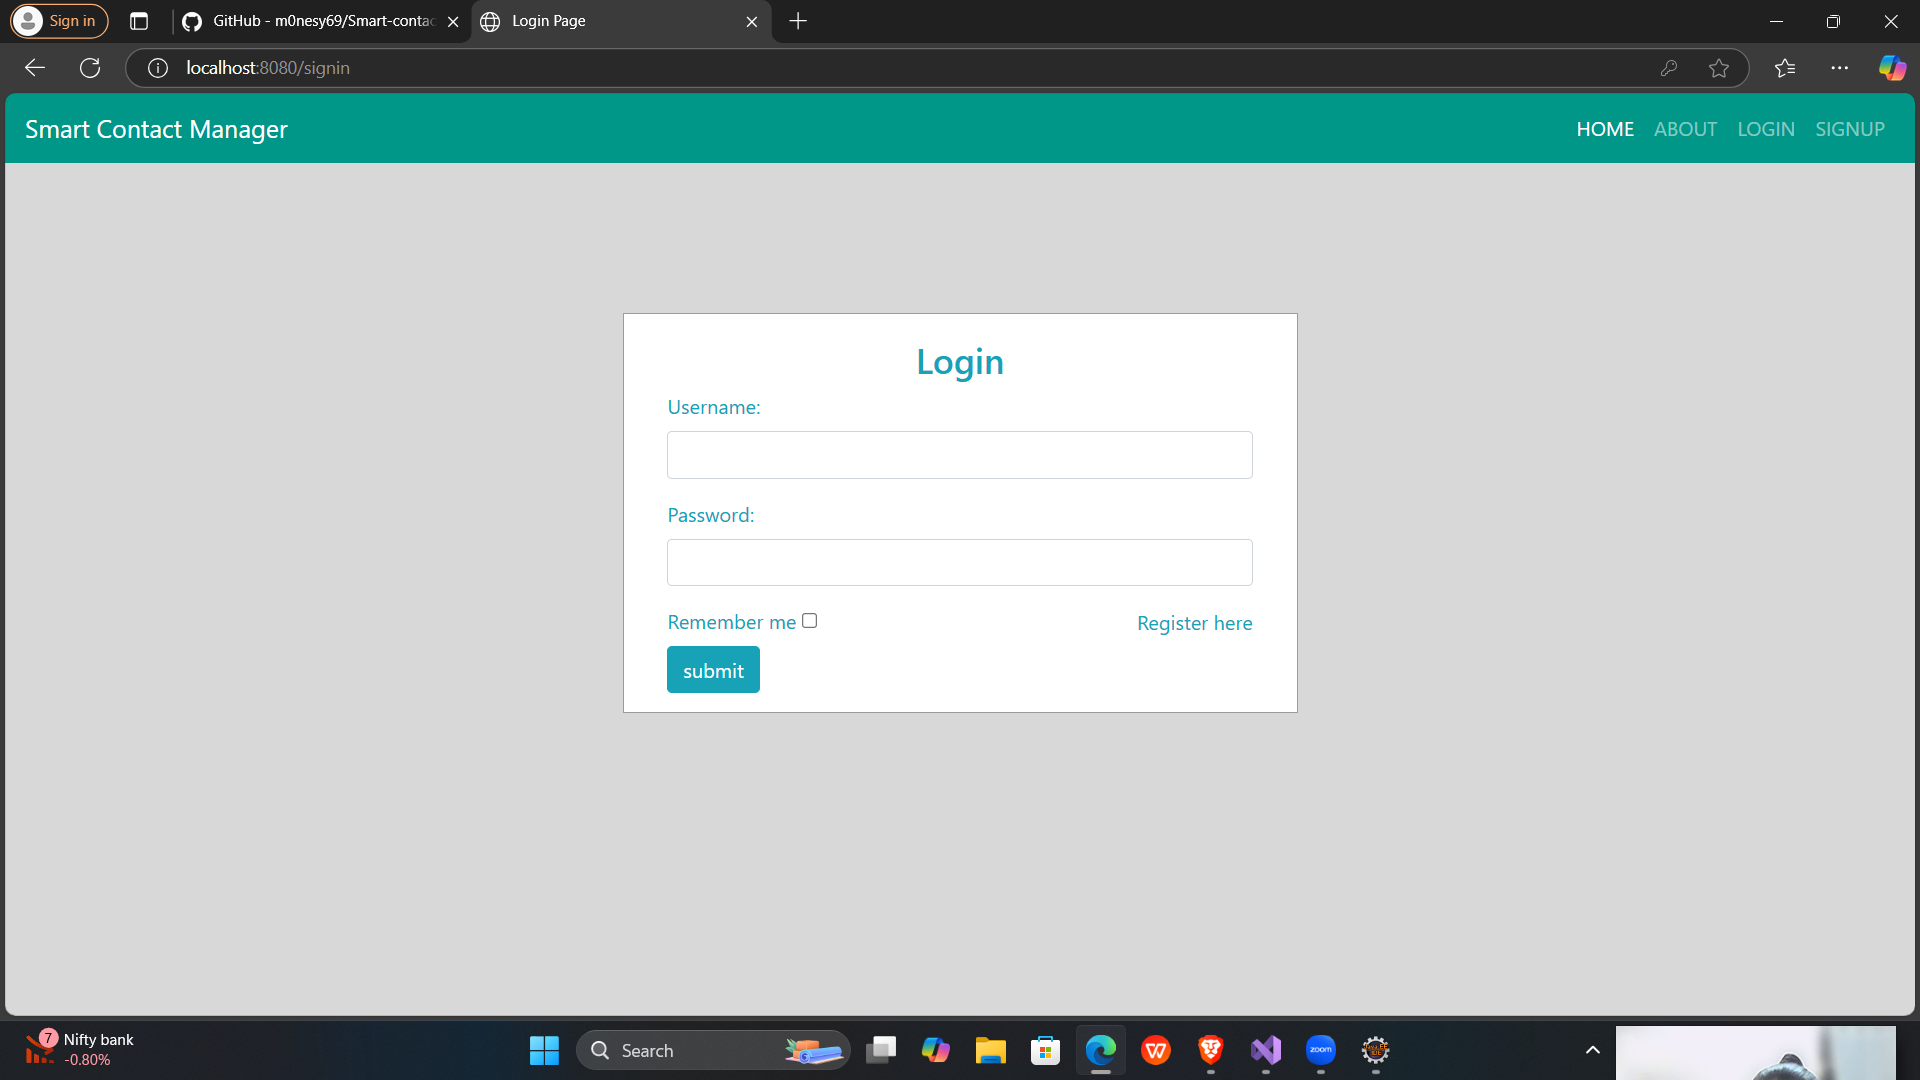 Sign in
GitHub - m0nesy69/Smart-contac
Login Page
localhost:8080/signin
Smart Contact Manager
HOME ABOUT LOGIN SIGNUP
Login
Username:
Password:
Remember me
Register here
submit
7
Nifty bank
-0.80%
Search
W
zoom